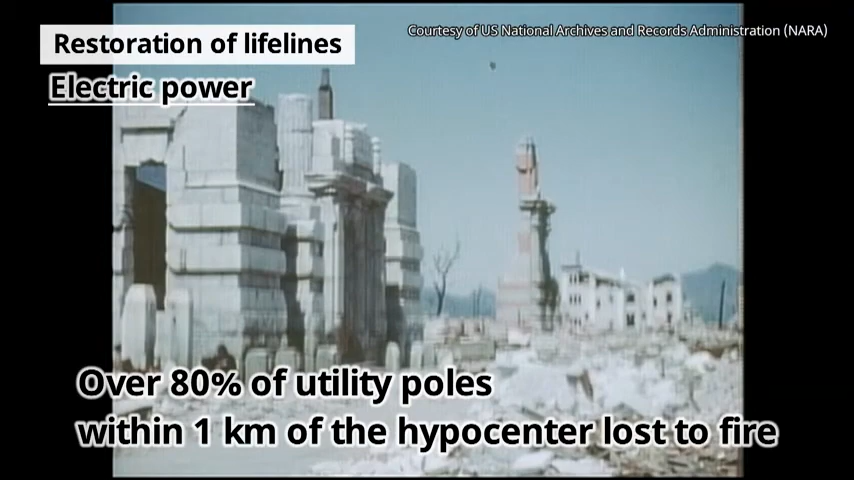 Courtesy of US National Archives and Records Administration (NARA)
Restoration of lifelines
Electric power
Over 80% of utility poles
within 1 km of the hypocenter lost to fire